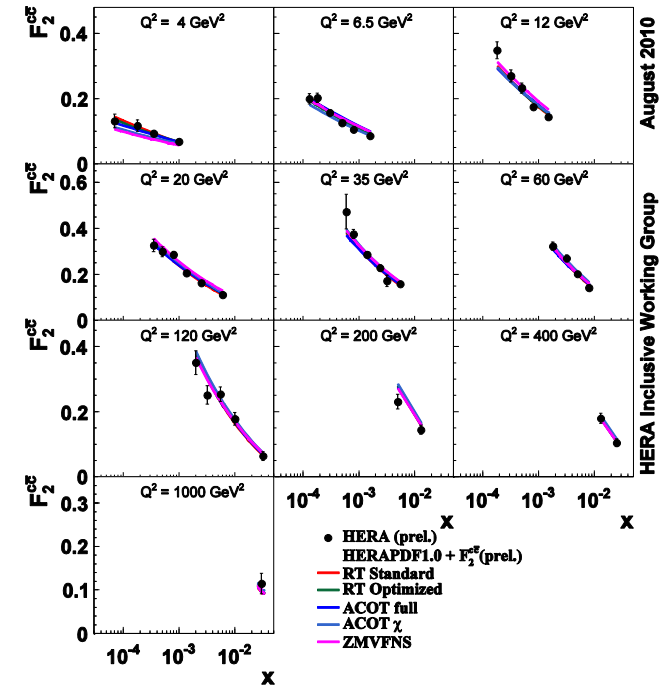 F₂ᶜᶜ̄
Q² = 4 GeV²
Q² = 6.5 GeV²
Q² = 12 GeV²
August 2010
0.4
0.2
0
F₂ᶜᶜ̄
Q² = 20 GeV²
Q² = 35 GeV²
Q² = 60 GeV²
0.6
0.4
0.2
0
F₂ᶜᶜ̄
Q² = 120 GeV²
Q² = 200 GeV²
Q² = 400 GeV²
HERA Inclusive Working Group
0.4
0.2
0
10⁻⁴ 10⁻³ 10⁻² 10⁻⁴ 10⁻³ 10⁻²
x x
F₂ᶜᶜ̄
Q² = 1000 GeV²
0.3
0.2
0.1
0
10⁻⁴ 10⁻³ 10⁻²
x
HERA (prel.)
HERAPDF1.0 + F₂ᶜᶜ̄(prel.)
RT Standard
RT Optimized
ACOT full
ACOT χ
ZMVFNS